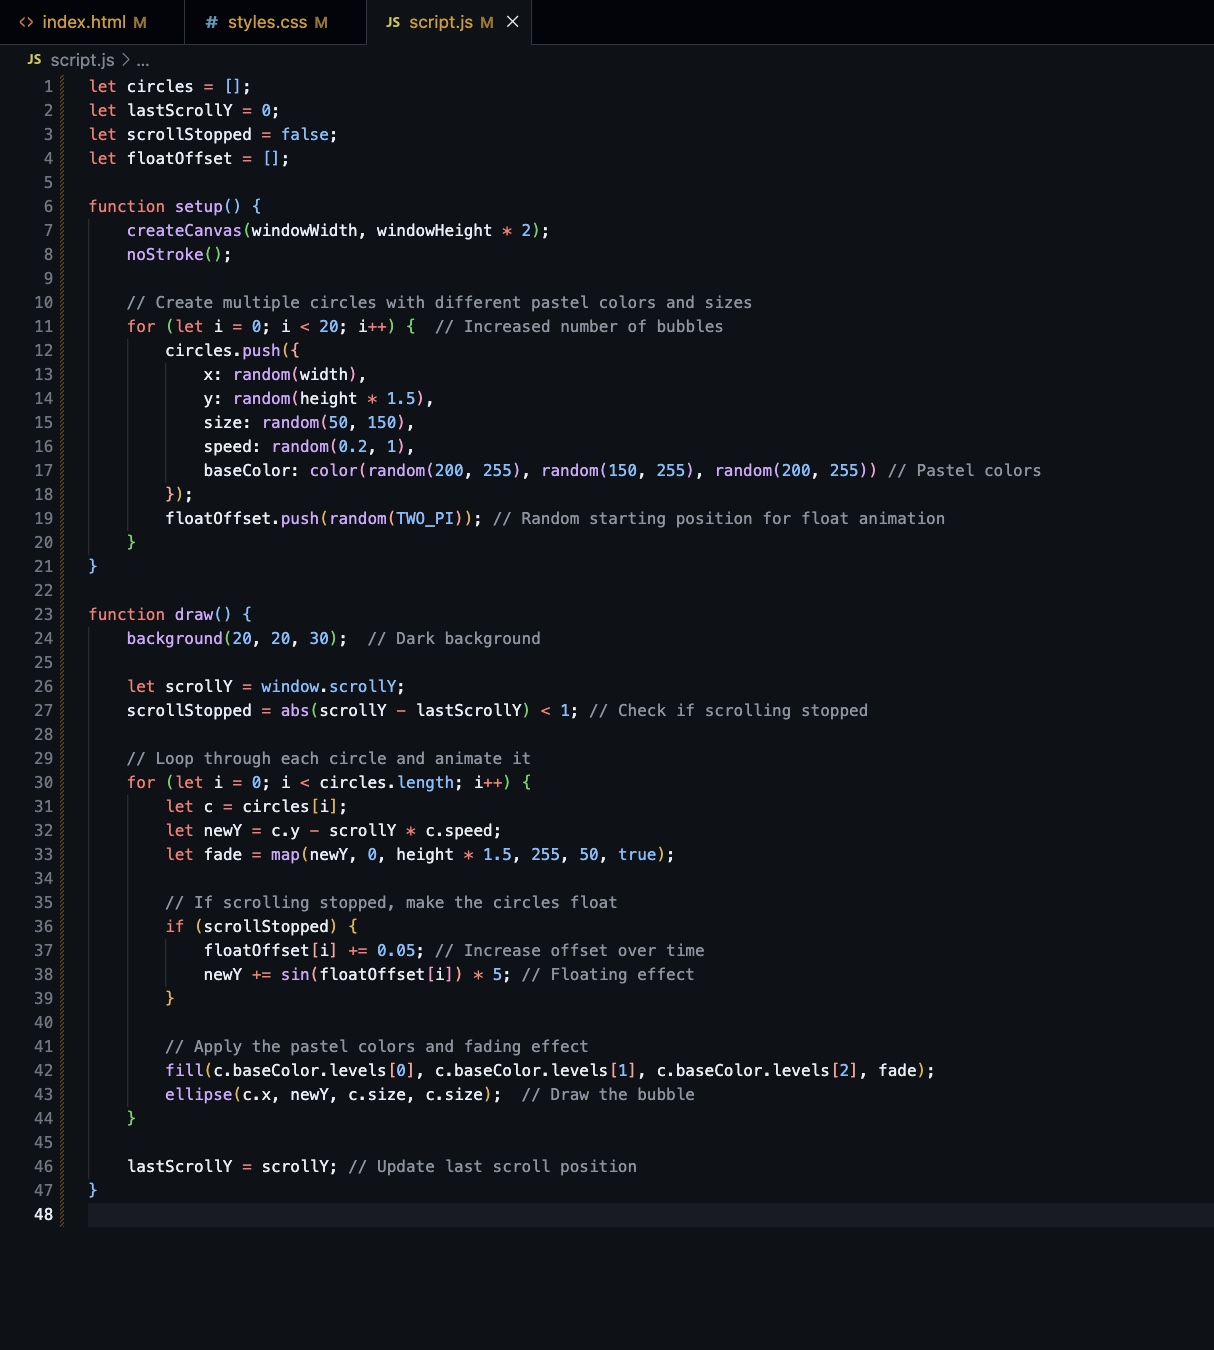 <> index.html M # styles.css M JS script.js M ×
JS script.js > ...
1 let circles = [];
2 let lastScrollY = 0;
3 let scrollStopped = false;
4 let floatOffset = [];
5
6 function setup() {
7     createCanvas(windowWidth, windowHeight * 2);
8     noStroke();
9
10     // Create multiple circles with different pastel colors and sizes
11     for (let i = 0; i < 20; i++) {  // Increased number of bubbles
12         circles.push({
13             x: random(width),
14             y: random(height * 1.5),
15             size: random(50, 150),
16             speed: random(0.2, 1),
17             baseColor: color(random(200, 255), random(150, 255), random(200, 255)) // Pastel colors
18         });
19         floatOffset.push(random(TWO_PI)); // Random starting position for float animation
20     }
21 }
22
23 function draw() {
24     background(20, 20, 30);  // Dark background
25
26     let scrollY = window.scrollY;
27     scrollStopped = abs(scrollY - lastScrollY) < 1; // Check if scrolling stopped
28
29     // Loop through each circle and animate it
30     for (let i = 0; i < circles.length; i++) {
31         let c = circles[i];
32         let newY = c.y - scrollY * c.speed;
33         let fade = map(newY, 0, height * 1.5, 255, 50, true);
34
35         // If scrolling stopped, make the circles float
36         if (scrollStopped) {
37             floatOffset[i] += 0.05; // Increase offset over time
38             newY += sin(floatOffset[i]) * 5; // Floating effect
39         }
40
41         // Apply the pastel colors and fading effect
42         fill(c.baseColor.levels[0], c.baseColor.levels[1], c.baseColor.levels[2], fade);
43         ellipse(c.x, newY, c.size, c.size);  // Draw the bubble
44     }
45
46     lastScrollY = scrollY; // Update last scroll position
47 }
48